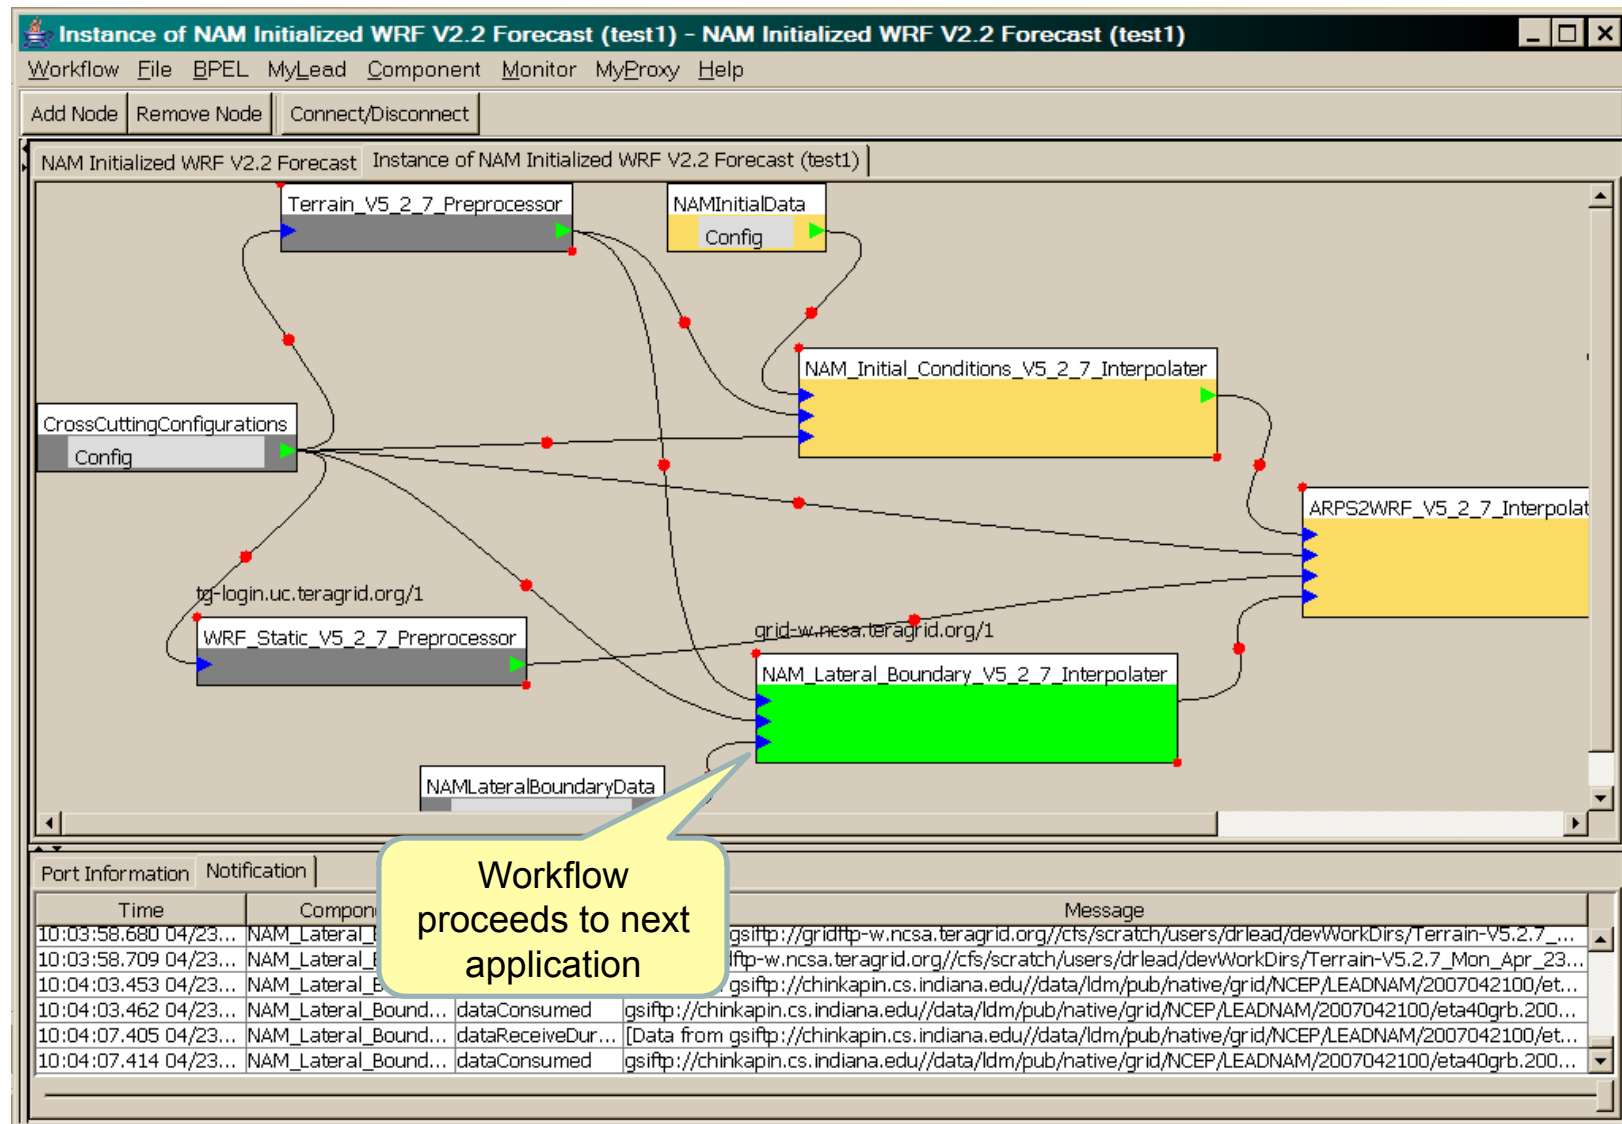 Instance of NAM Initialized WRF V2.2 Forecast (test1) - NAM Initialized WRF V2.2 Forecast (test1)
Workflow File BPEL MyLead Component Monitor MyProxy Help
Add Node Remove Node Connect/Disconnect
NAM Initialized WRF V2.2 Forecast Instance of NAM Initialized WRF V2.2 Forecast (test1)
Terrain_V5_2_7_Preprocessor
NAMInitialData
Config
NAM_Initial_Conditions_V5_2_7_Interpolater
CrossCuttingConfigurations
Config
ARPS2WRF_V5_2_7_Interpolat
tg-login.uc.teragrid.org/1
WRF_Static_V5_2_7_Preprocessor
grid-w.ncsa.teragrid.org/1
NAM_Lateral_Boundary_V5_2_7_Interpolater
NAMLateralBoundaryData
Workflow
proceeds to next
application
Port Information Notification
Time Compon Message
10:03:58.680 04/23... NAM_Lateral_ gsiftp://gridftp-w.ncsa.teragrid.org//cfs/scratch/users/drlead/devWorkDirs/Terrain-V5.2.7_...
10:03:58.709 04/23... NAM_Lateral_ ftp-w.ncsa.teragrid.org//cfs/scratch/users/drlead/devWorkDirs/Terrain-V5.2.7_Mon_Apr_23...
10:04:03.453 04/23... NAM_Lateral_B gsiftp://chinkapin.cs.indiana.edu//data/ldm/pub/native/grid/NCEP/LEADNAM/2007042100/et...
10:04:03.462 04/23... NAM_Lateral_Bound... dataConsumed gsiftp://chinkapin.cs.indiana.edu//data/ldm/pub/native/grid/NCEP/LEADNAM/2007042100/eta40grb.200...
10:04:07.405 04/23... NAM_Lateral_Bound... dataReceiveDur... [Data from gsiftp://chinkapin.cs.indiana.edu//data/ldm/pub/native/grid/NCEP/LEADNAM/2007042100/et...
10:04:07.414 04/23... NAM_Lateral_Bound... dataConsumed gsiftp://chinkapin.cs.indiana.edu//data/ldm/pub/native/grid/NCEP/LEADNAM/2007042100/eta40grb.200...